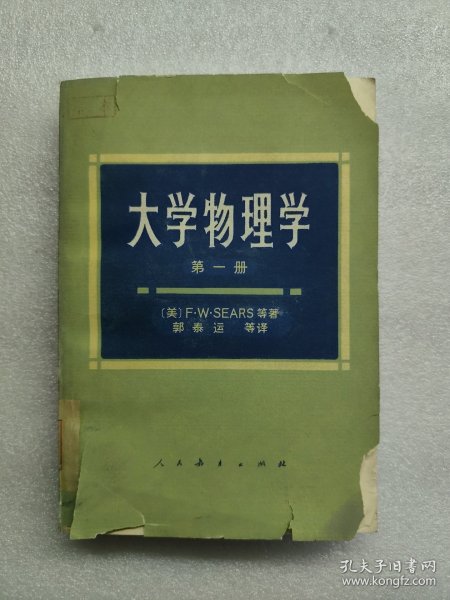 大学物理学
第一册
〔美〕F·W·SEARS 等著
郭泰运 等译
人民教育出版社
孔夫子旧书网
www.kongfz.com